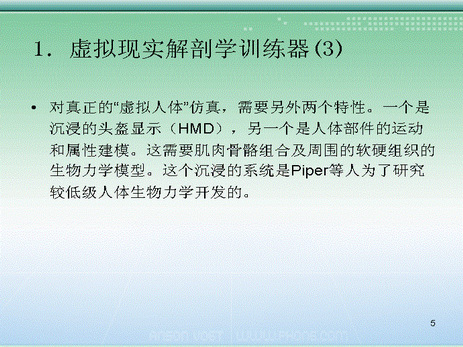 1. 虚拟现实解剖学训练器(3)
• 对真正的“虚拟人体”仿真，需要另外两个特性。一个是
沉浸的头盔显示（HMD），另一个是人体部件的运动
和属性建模。这需要肌肉骨骼组合及周围的软硬组织的
生物力学模型。这个沉浸的系统是Piper等人为了研究
较低级人体生物力学开发的。
5